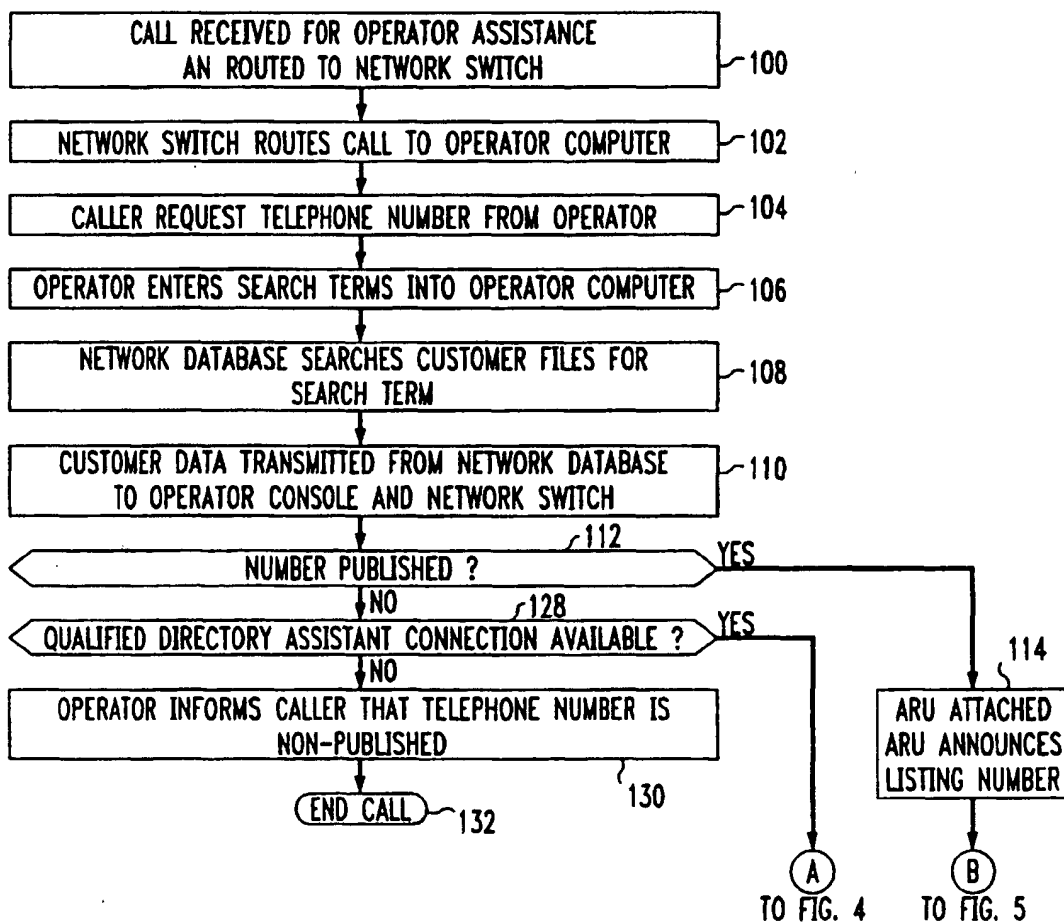 CALL RECEIVED FOR OPERATOR ASSISTANCE
AN ROUTED TO NETWORK SWITCH
100
NETWORK SWITCH ROUTES CALL TO OPERATOR COMPUTER
102
CALLER REQUEST TELEPHONE NUMBER FROM OPERATOR
104
OPERATOR ENTERS SEARCH TERMS INTO OPERATOR COMPUTER
106
NETWORK DATABASE SEARCHES CUSTOMER FILES FOR
SEARCH TERM
108
CUSTOMER DATA TRANSMITTED FROM NETWORK DATABASE
TO OPERATOR CONSOLE AND NETWORK SWITCH
110
112
NUMBER PUBLISHED ?
YES
NO
128
QUALIFIED DIRECTORY ASSISTANT CONNECTION AVAILABLE ?
YES
NO
OPERATOR INFORMS CALLER THAT TELEPHONE NUMBER IS
NON-PUBLISHED
130
END CALL
132
114
ARU ATTACHED
ARU ANNOUNCES
LISTING NUMBER
A
TO FIG. 4
B
TO FIG. 5